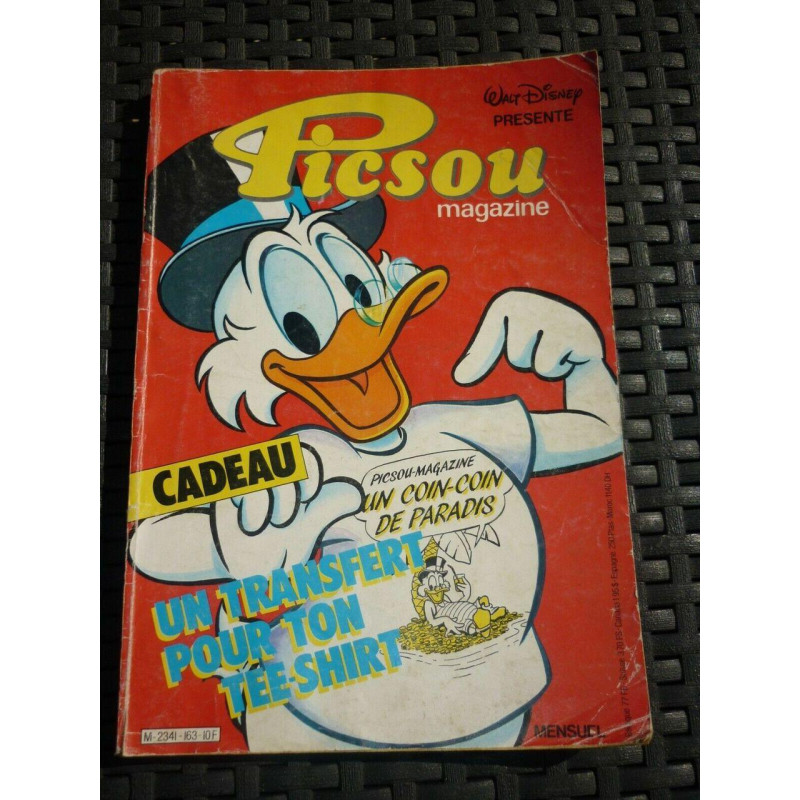 Walt Disney
PRESENTE
Picsou
magazine
CADEAU
PICSOU-MAGAZINE
UN COIN-COIN
DE PARADIS
UN TRANSFERT
POUR TON
TEE-SHIRT
M-2341-163-10F
MENSUEL